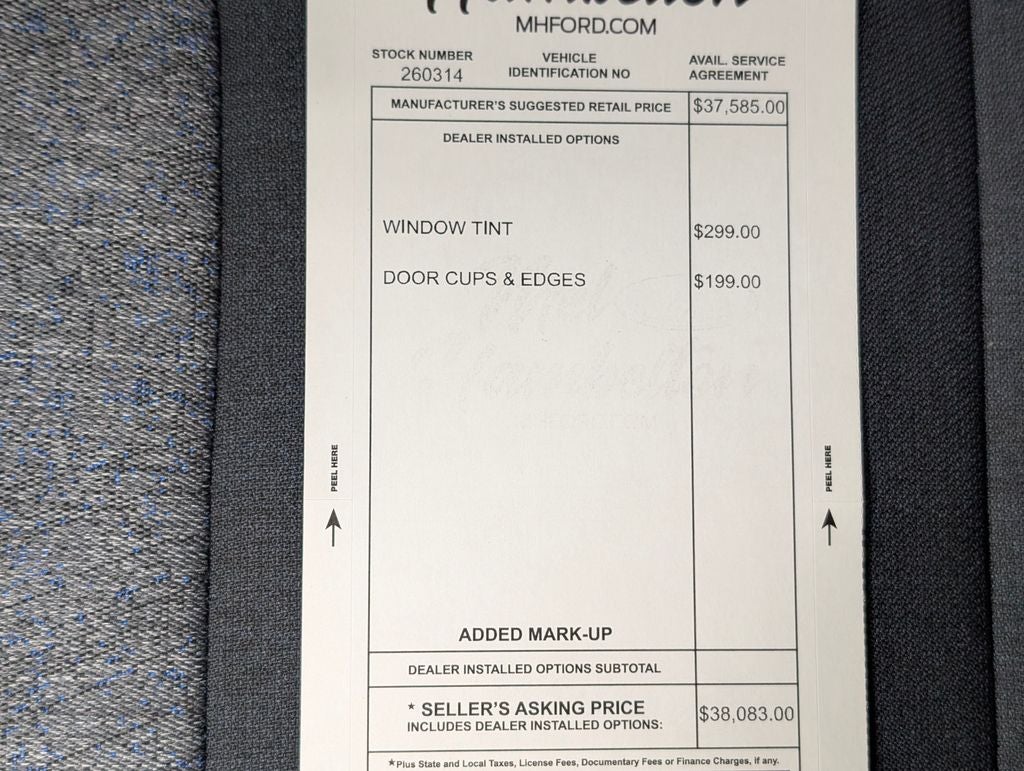 MHFORD.COM
STOCK NUMBER
260314
VEHICLE
IDENTIFICATION NO
AVAIL. SERVICE
AGREEMENT
MANUFACTURER'S SUGGESTED RETAIL PRICE $37,585.00
DEALER INSTALLED OPTIONS
WINDOW TINT $299.00
DOOR CUPS & EDGES $199.00
PEEL HERE
PEEL HERE
ADDED MARK-UP
DEALER INSTALLED OPTIONS SUBTOTAL
* SELLER'S ASKING PRICE
INCLUDES DEALER INSTALLED OPTIONS:
$38,083.00
*Plus State and Local Taxes, License Fees, Documentary Fees or Finance Charges, if any.